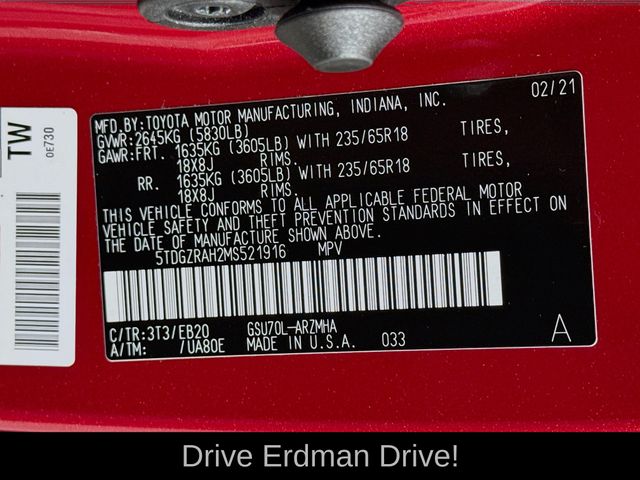 TW
0E730
02/21
MFD.BY:TOYOTA MOTOR MANUFACTURING, INDIANA, INC.
GVWR:2645KG (5830LB)
GAWR:FRT. 1635KG (3605LB) WITH 235/65R18 TIRES,
18X8J RIMS.
RR. 1635KG (3605LB) WITH 235/65R18 TIRES,
18X8J RIMS.
THIS VEHICLE CONFORMS TO ALL APPLICABLE FEDERAL MOTOR
VEHICLE SAFETY AND THEFT PREVENTION STANDARDS IN EFFECT ON
THE DATE OF MANUFACTURE SHOWN ABOVE.
5TDGZRAH2MS521916 MPV
C/TR:3T3/EB20 GSU70L-ARZMHA
A/TM: /UA80E MADE IN U.S.A. 033
A
Drive Erdman Drive!